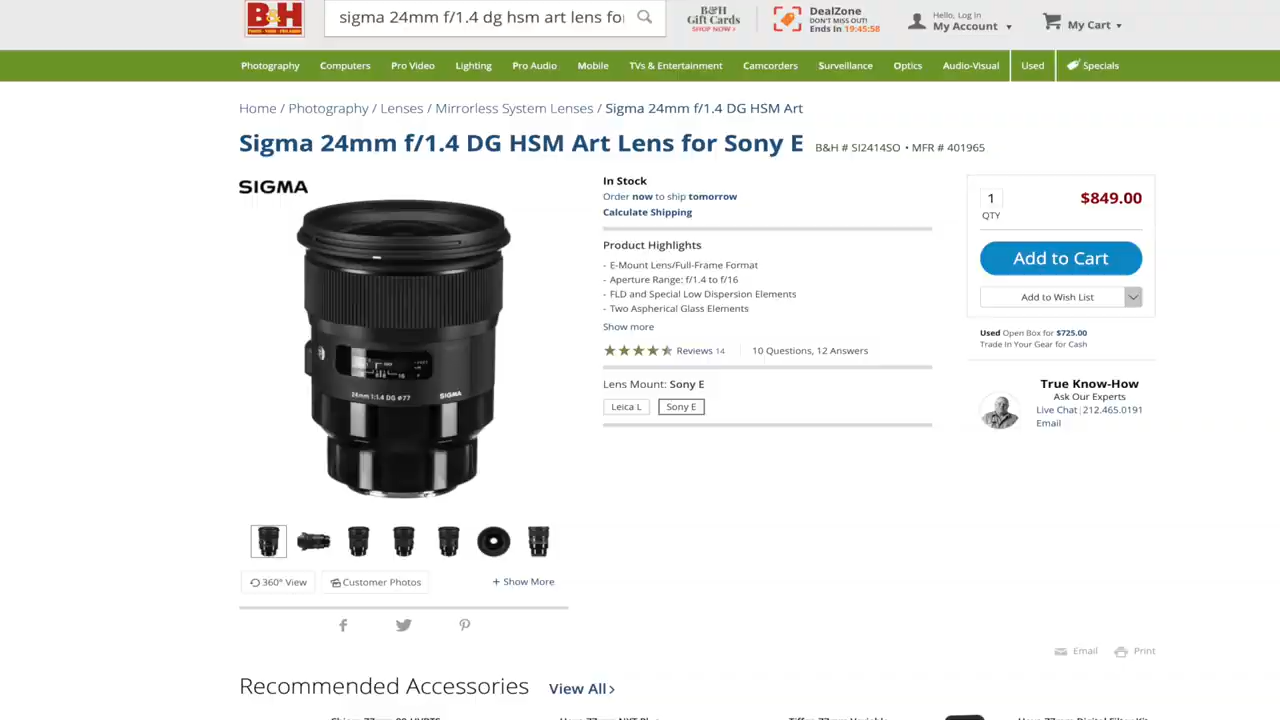 B&H
PHOTO - VIDEO - PRO AUDIO
sigma 24mm f/1.4 dg hsm art lens fo
B&H
Gift Cards
SHOP NOW >
DealZone
DON'T MISS OUT!
Ends In 19:45:58
Hello, Log In
My Account
My Cart
Photography Computers Pro Video Lighting Pro Audio Mobile TVs & Entertainment Camcorders Surveillance Optics Audio-Visual Used Specials
Home / Photography / Lenses / Mirrorless System Lenses / Sigma 24mm f/1.4 DG HSM Art
Sigma 24mm f/1.4 DG HSM Art Lens for Sony E B&H # SI2414SO • MFR # 401965
SIGMA
24mm 1:1.4 DG ø77
SIGMA
16
360° View
Customer Photos
+ Show More
In Stock
Order now to ship tomorrow
Calculate Shipping
Product Highlights
- E-Mount Lens/Full-Frame Format
- Aperture Range: f/1.4 to f/16
- FLD and Special Low Dispersion Elements
- Two Aspherical Glass Elements
Show more
Reviews 14 10 Questions, 12 Answers
Lens Mount: Sony E
Leica L Sony E
1
QTY
$849.00
Add to Cart
Add to Wish List
Used Open Box for $725.00
Trade In Your Gear for Cash
True Know-How
Ask Our Experts
Live Chat | 212.465.0191
Email
Email Print
Recommended Accessories View All >